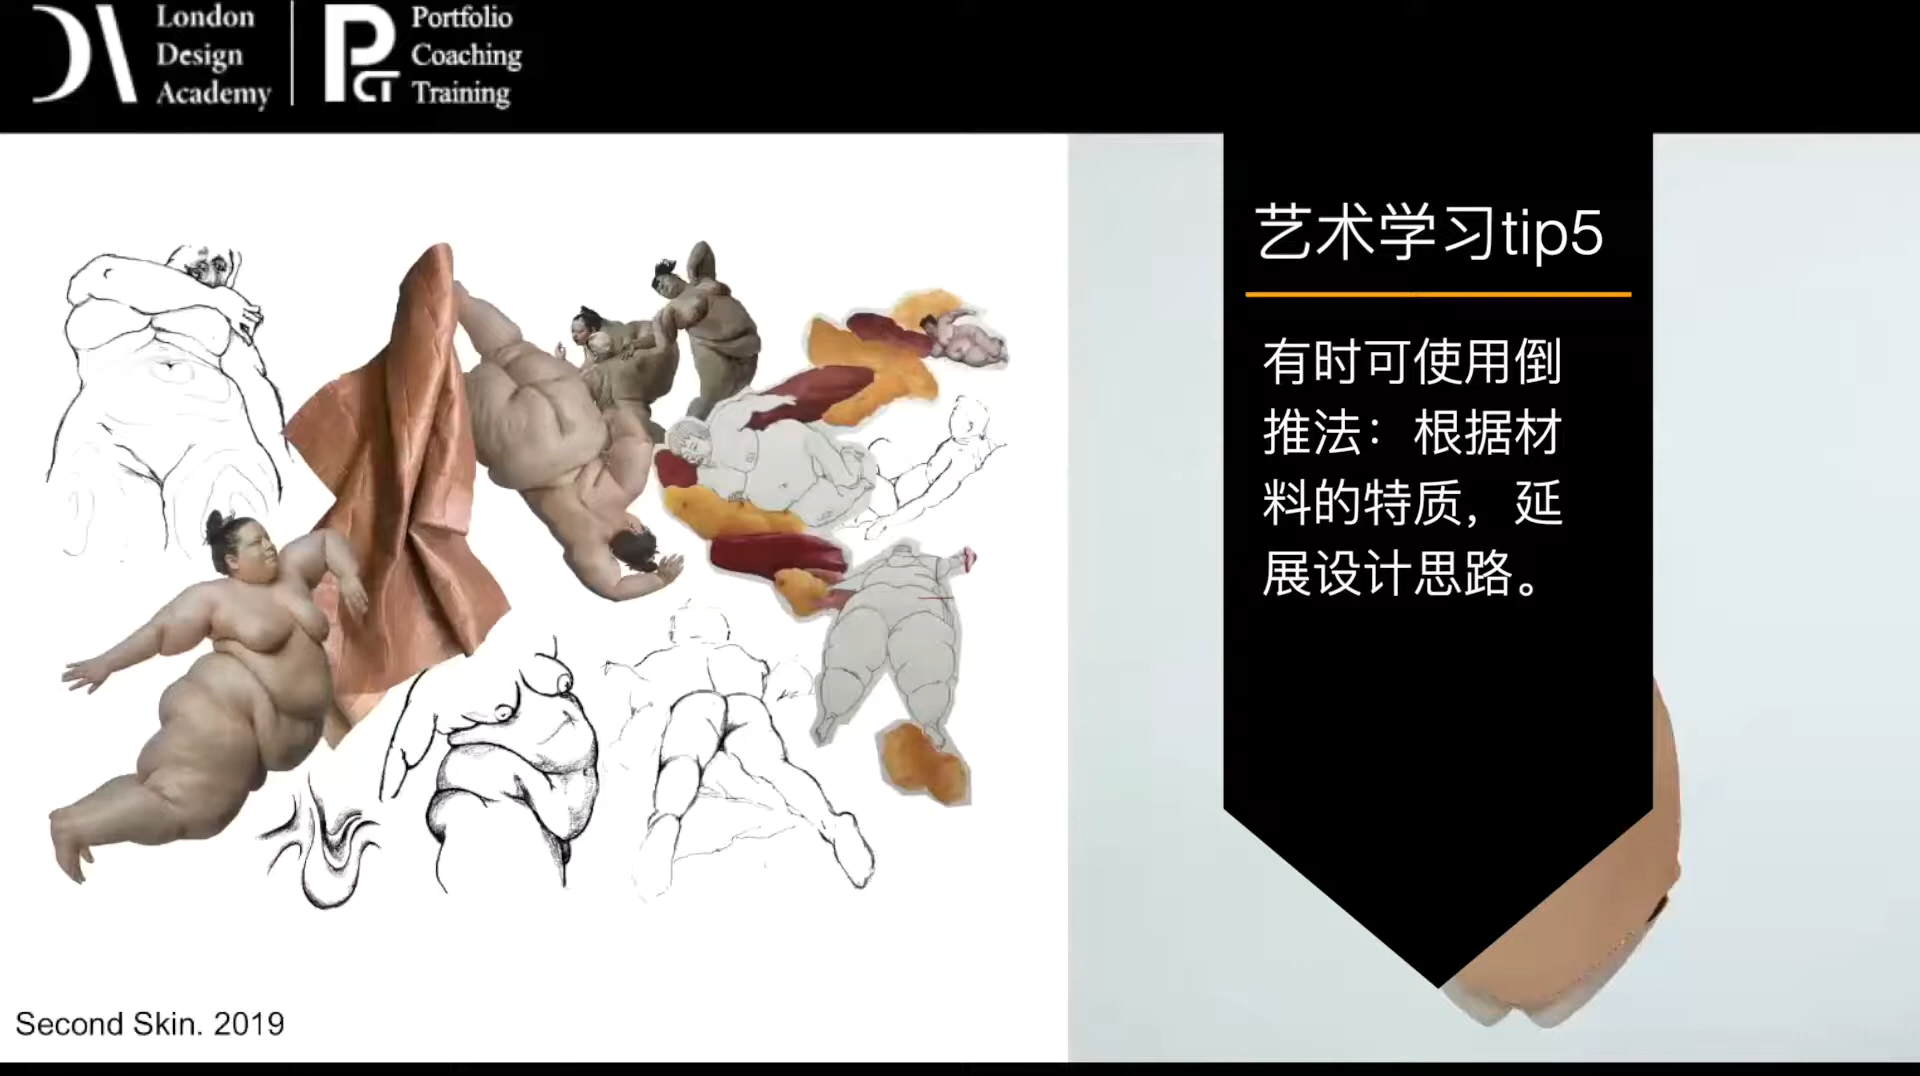 London
Design
Academy
Portfolio
Coaching
Training
艺术学习tip5
有时可使用倒
推法：根据材
料的特质，延
展设计思路。
Second Skin. 2019